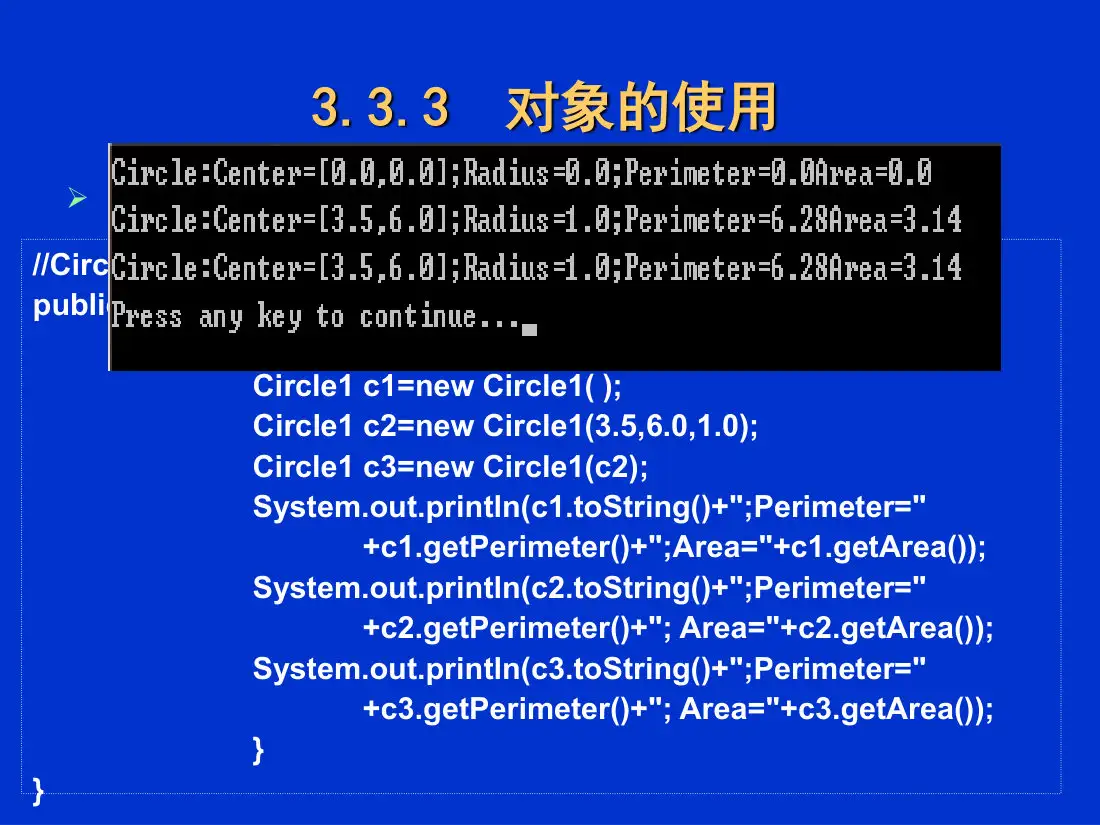 3.3.3 对象的使用
Circle:Center=[0.0,0.0];Radius=0.0;Perimeter=0.0Area=0.0
Circle:Center=[3.5,6.0];Radius=1.0;Perimeter=6.28Area=3.14
//Circ
Circle:Center=[3.5,6.0];Radius=1.0;Perimeter=6.28Area=3.14
public
Press any key to continue...
Circle1 c1=new Circle1( );
Circle1 c2=new Circle1(3.5,6.0,1.0);
Circle1 c3=new Circle1(c2);
System.out.println(c1.toString()+";Perimeter="
+c1.getPerimeter()+";Area="+c1.getArea());
System.out.println(c2.toString()+";Perimeter="
+c2.getPerimeter()+"; Area="+c2.getArea());
System.out.println(c3.toString()+";Perimeter="
+c3.getPerimeter()+"; Area="+c3.getArea());
}
}